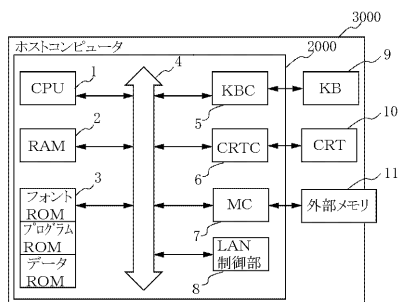 3000
ホストコンピュータ
2000
1
4
9
CPU
KBC
KB
2
5
10
RAM
CRTC
CRT
3
6
11
フォント
ROM
プログラム
ROM
データ
ROM
MC
外部メモリ
7
LAN
制御部
8